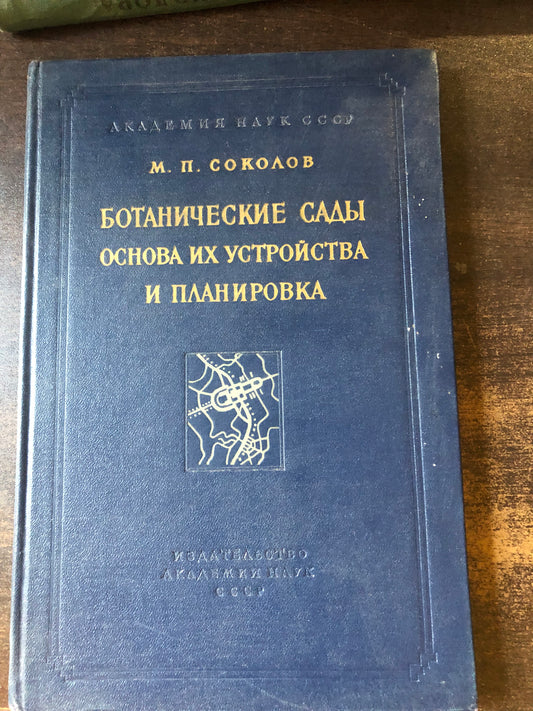 АКАДЕМИЯ НАУК СССР
М. П. СОКОЛОВ
БОТАНИЧЕСКИЕ САДЫ
ОСНОВА ИХ УСТРОЙСТВА
И ПЛАНИРОВКА
ИЗДАТЕЛЬСТВО
АКАДЕМИИ НАУК
СССР